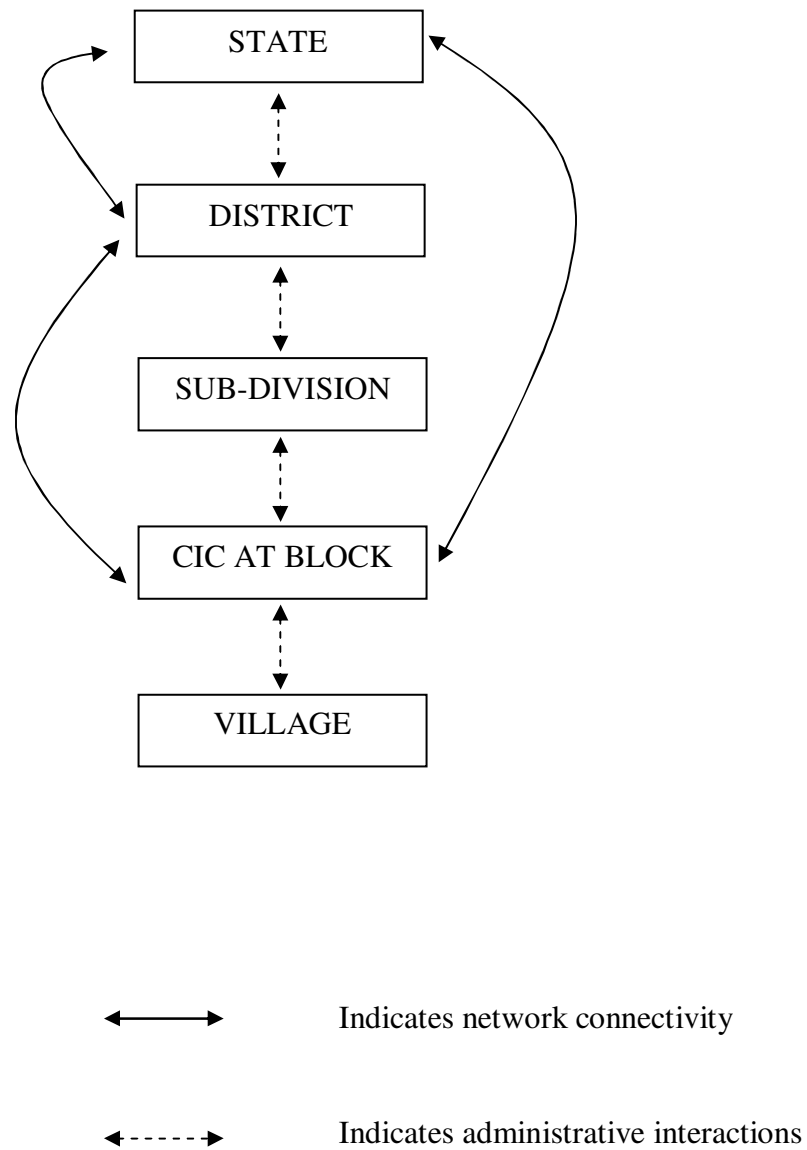 STATE
DISTRICT
SUB-DIVISION
CIC AT BLOCK
VILLAGE
Indicates network connectivity
Indicates administrative interactions